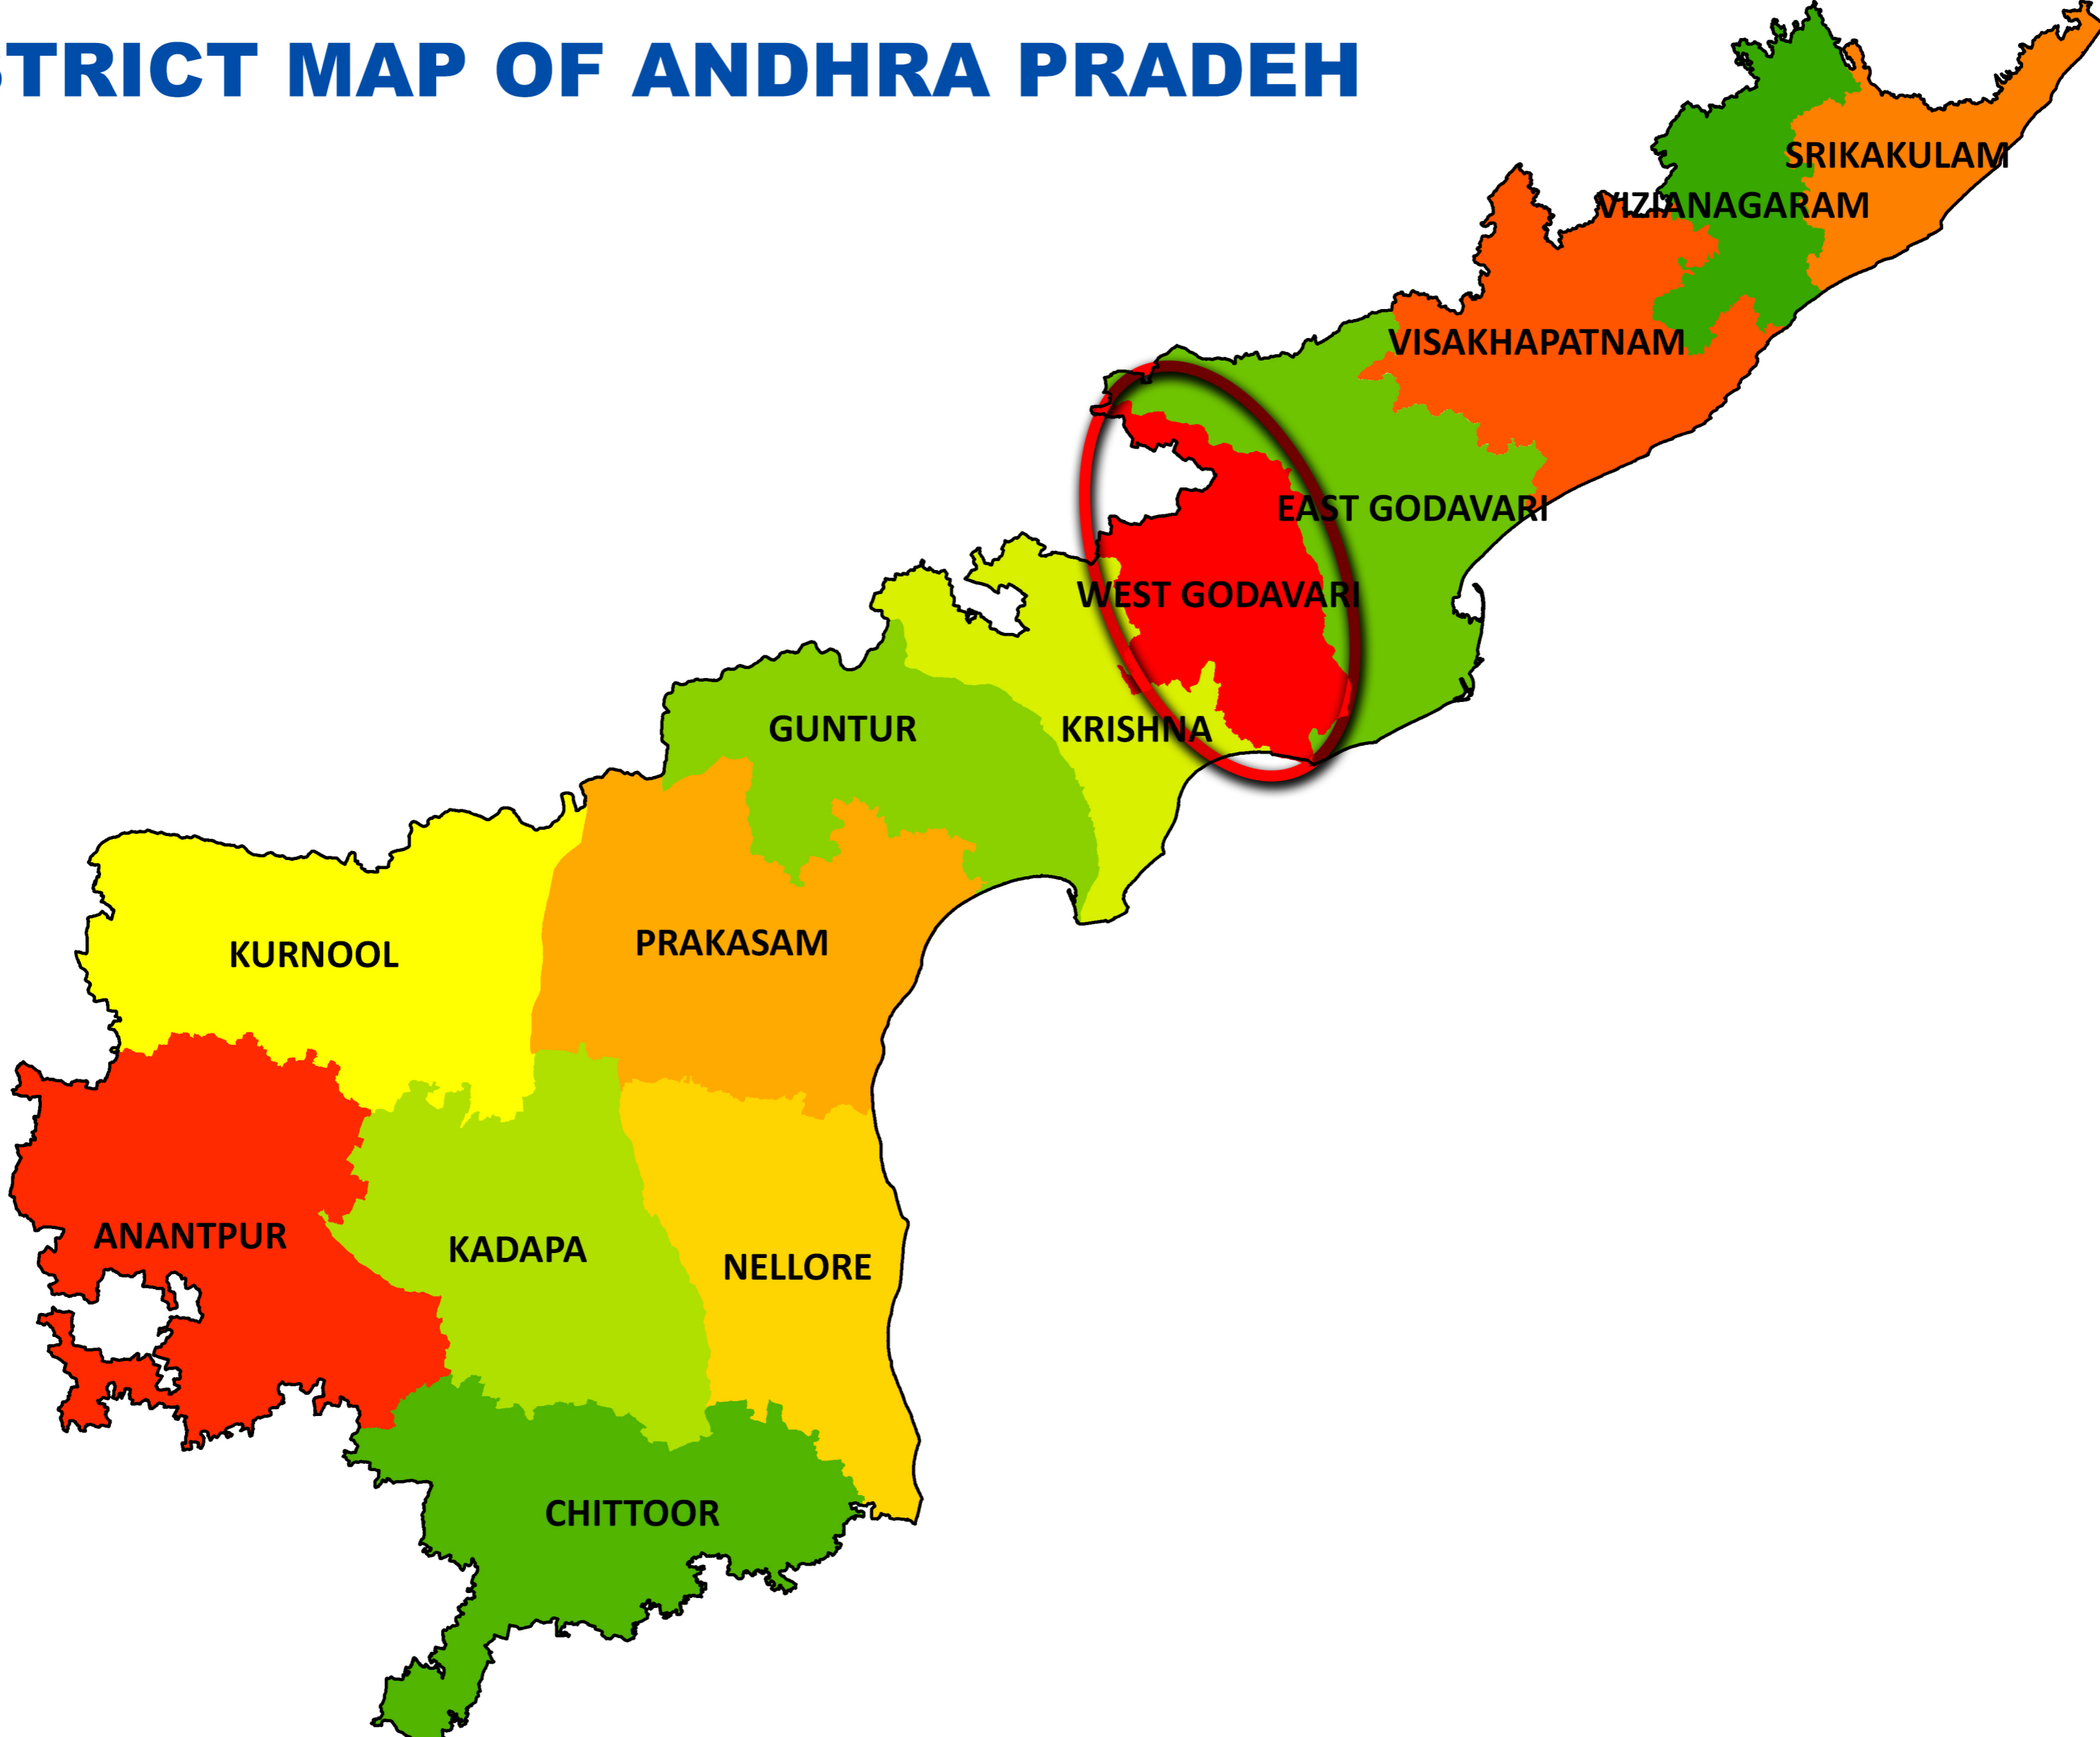 STRICT MAP OF ANDHRA PRADEH
SRIKAKULAM
VIZIANAGARAM
VISAKHAPATNAM
EAST GODAVARI
WEST GODAVARI
GUNTUR
KRISHNA
KURNOOL
PRAKASAM
ANANTPUR
KADAPA
NELLORE
CHITTOOR